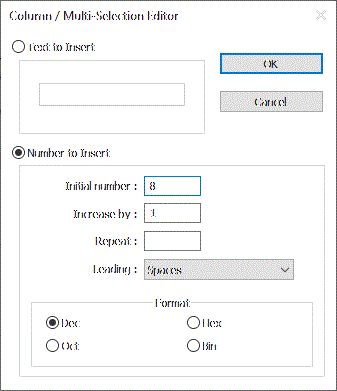 Column / Multi-Selection Editor
Text to Insert
OK
Cancel
Number to Insert
Initial number : 8
Increase by : 1
Repeat :
Leading : Spaces
Format
Dec Hex
Oct Bin